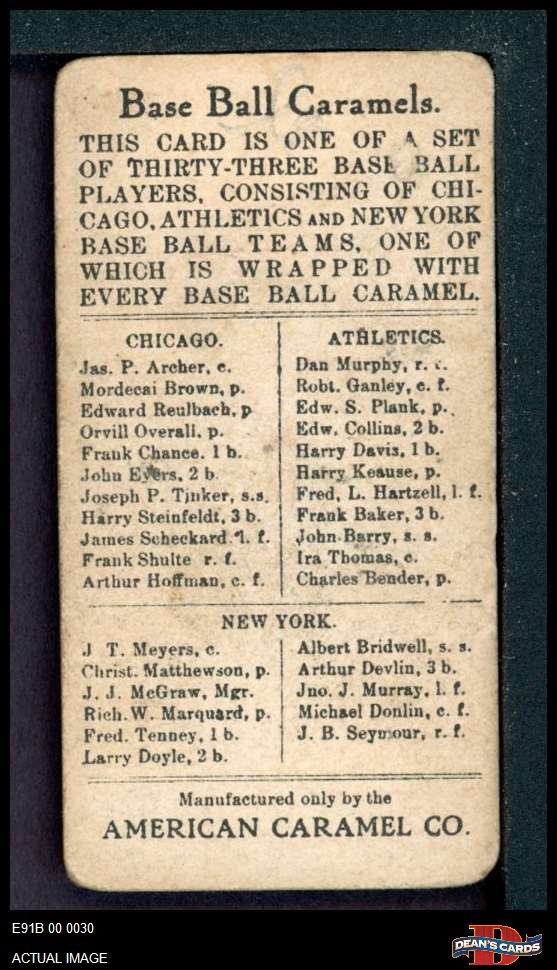 Base Ball Caramels.
THIS CARD IS ONE OF A SET
OF THIRTY-THREE BASE BALL
PLAYERS, CONSISTING OF CHI-
CAGO, ATHLETICS AND NEW YORK
BASE BALL TEAMS, ONE OF
WHICH IS WRAPPED WITH
EVERY BASE BALL CARAMEL.
CHICAGO.
Jas. P. Archer, c.
Mordecai Brown, p.
Edward Reulbach, p
Orvill Overall, p.
Frank Chance. 1 b.
John Evers, 2 b.
Joseph P. Tinker, s.s.
Harry Steinfeldt, 3 b.
James Scheckard l. f.
Frank Shulte r. f.
Arthur Hoffman, c. f.
ATHLETICS.
Dan Murphy, r.
Robt. Ganley, c. f.
Edw. S. Plank, p.
Edw. Collins, 2 b.
Harry Davis, 1 b.
Harry Keause, p.
Fred. L. Hartzell, l. f.
Frank Baker, 3 b.
John Barry, s. s.
Ira Thomas, c.
Charles Bender, p.
NEW YORK.
J T. Meyers, c.
Christ. Matthewson, p.
J. J. McGraw, Mgr.
Rich. W. Marquard, p.
Fred. Tenney, 1 b.
Larry Doyle, 2 b.
Albert Bridwell, s. s.
Arthur Devlin, 3 b.
Jno. J. Murray, l. f.
Michael Donlin, c. f.
J. B. Seymour, r. f.
Manufactured only by the
AMERICAN CARAMEL CO.
E91B 00 0030
ACTUAL IMAGE
D
DEAN'S CARDS